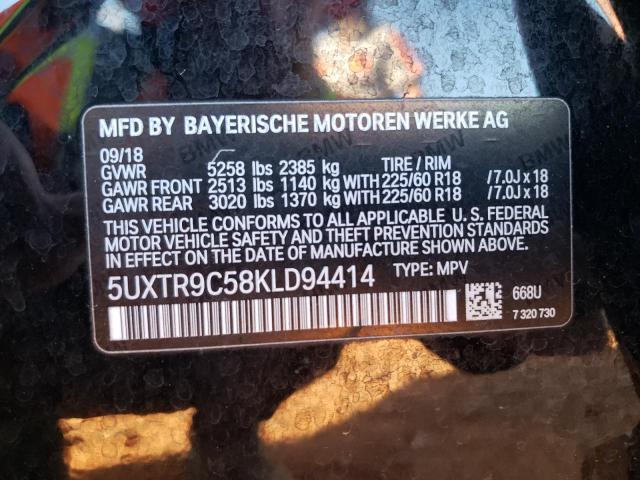 MFD BY BAYERISCHE MOTOREN WERKE AG
09/18
GVWR 5258 lbs 2385 kg TIRE / RIM
GAWR FRONT 2513 lbs 1140 kg WITH 225/60 R18 /7.0J x 18
GAWR REAR 3020 lbs 1370 kg WITH 225/60 R18 /7.0J x 18
THIS VEHICLE CONFORMS TO ALL APPLICABLE U. S. FEDERAL
MOTOR VEHICLE SAFETY AND THEFT PREVENTION STANDARDS
IN EFFECT ON THE DATE OF MANUFACTURE SHOWN ABOVE.
5UXTR9C58KLD94414 TYPE: MPV
668U
7 320 730